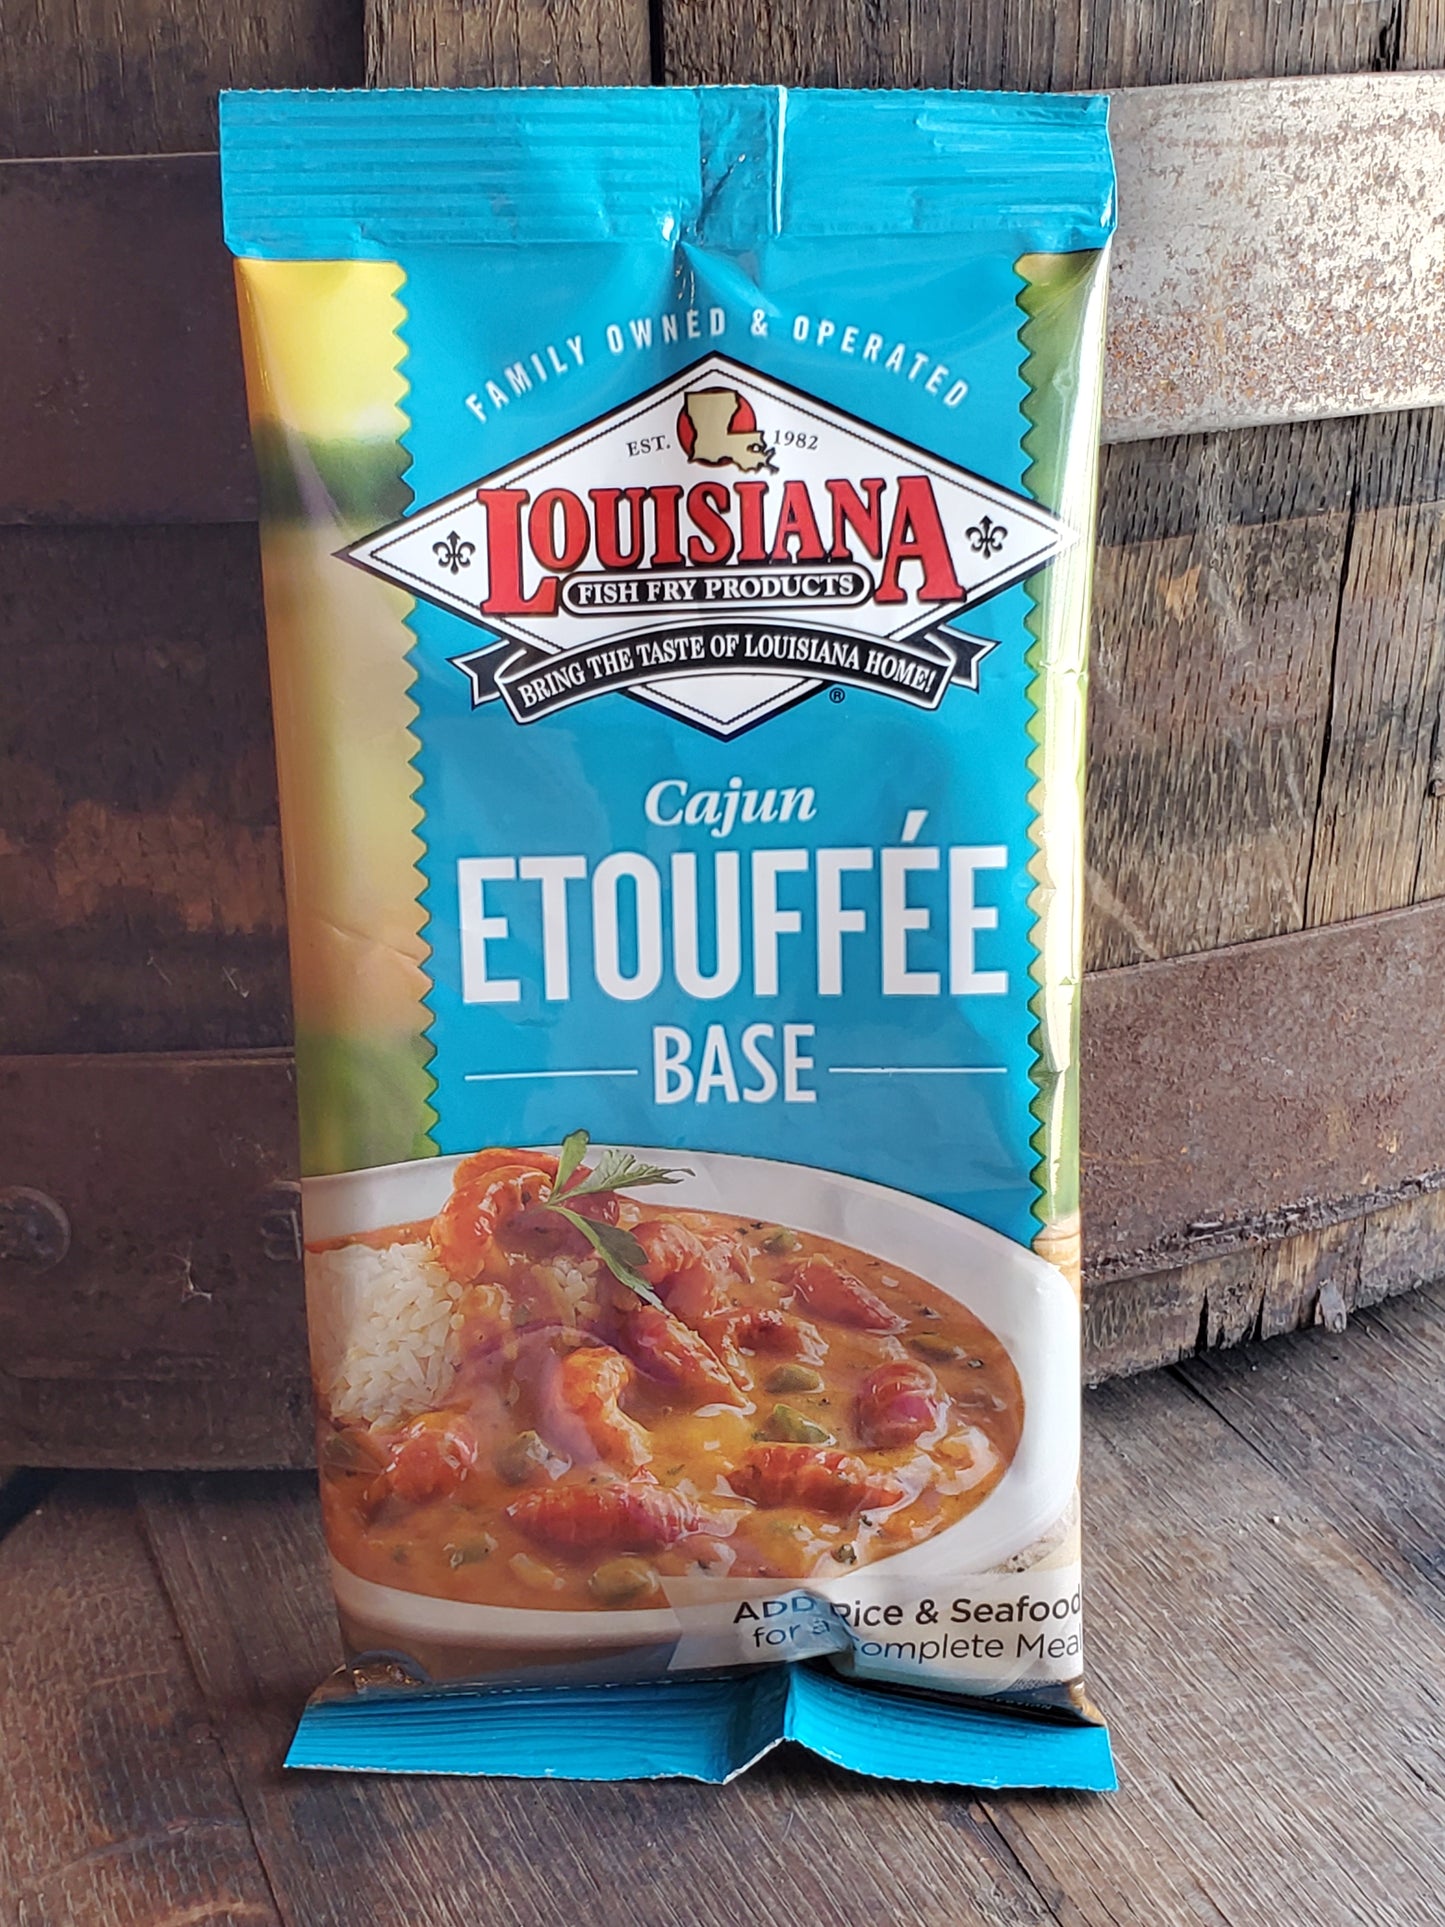 FAMILY OWNED & OPERATED
EST. 1982
LOUISIANA
FISH FRY PRODUCTS
BRING THE TASTE OF LOUISIANA HOME!
®
Cajun
ETOUFFÉE
BASE
ADD Rice & Seafood
for a Complete Meal